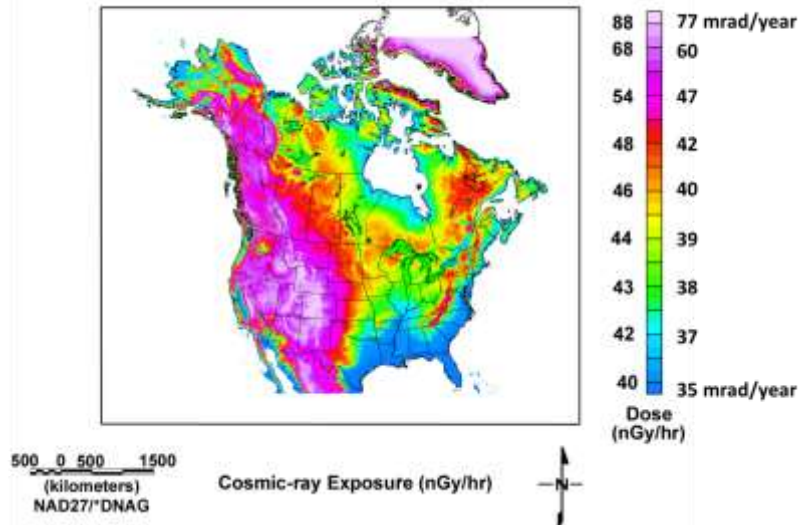 88 77 mrad/year
68 60
54 47
48 42
46 40
44 39
43 38
42 37
40 35 mrad/year
Dose
(nGy/hr)
500 0 500 1500
(kilometers)
NAD27/*DNAG
Cosmic-ray Exposure (nGy/hr)
N